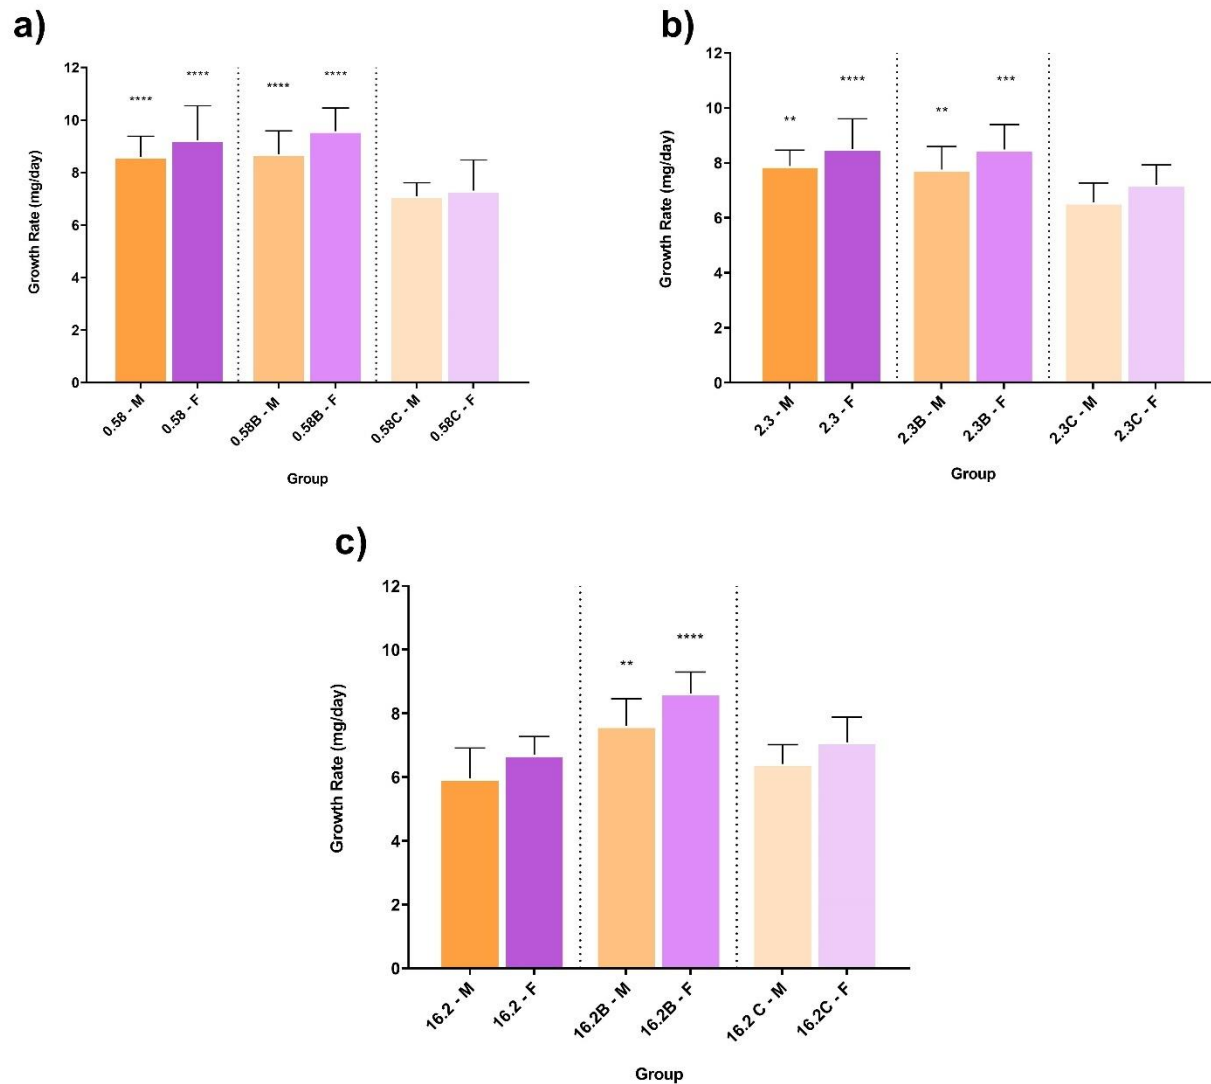 a)
Growth Rate (mg/day)
12
10
8
6
4
2
0
****
****
****
****
0.58 - M
0.58 - F
0.58B - M
0.58B - F
0.58C - M
0.58C - F
Group
b)
Growth Rate (mg/day)
12
10
8
6
4
2
0
**
****
**
***
2.3 - M
2.3 - F
2.3B - M
2.3B - F
2.3C - M
2.3C - F
Group
c)
Growth Rate (mg/day)
12
10
8
6
4
2
0
**
****
16.2 - M
16.2 - F
16.2B - M
16.2B - F
16.2 C - M
16.2C - F
Group